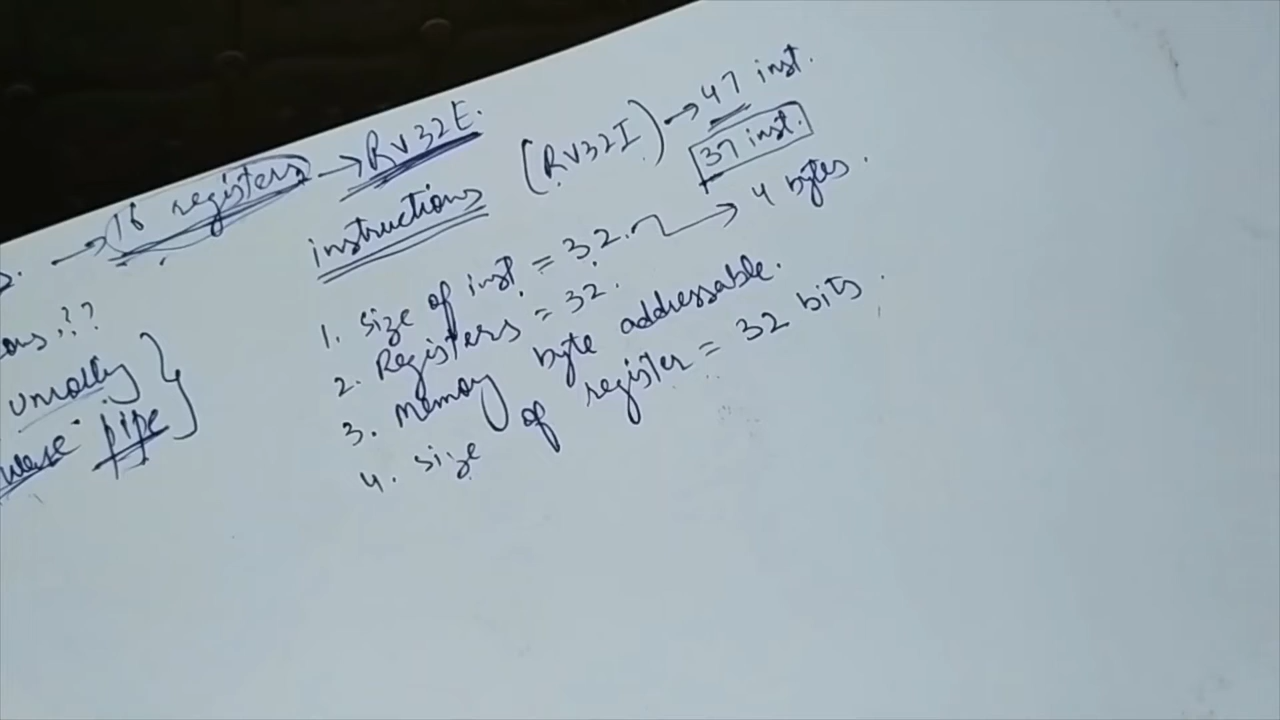 → 16 registers → RV32E.
instructions (RV32I) → 47 inst.
37 inst.
1. size of inst. = 32. → 4 bytes.
2. Registers = 32.
3. Memory byte addressable.
4. size of register = 32 bits.
??
unrolling
pipe